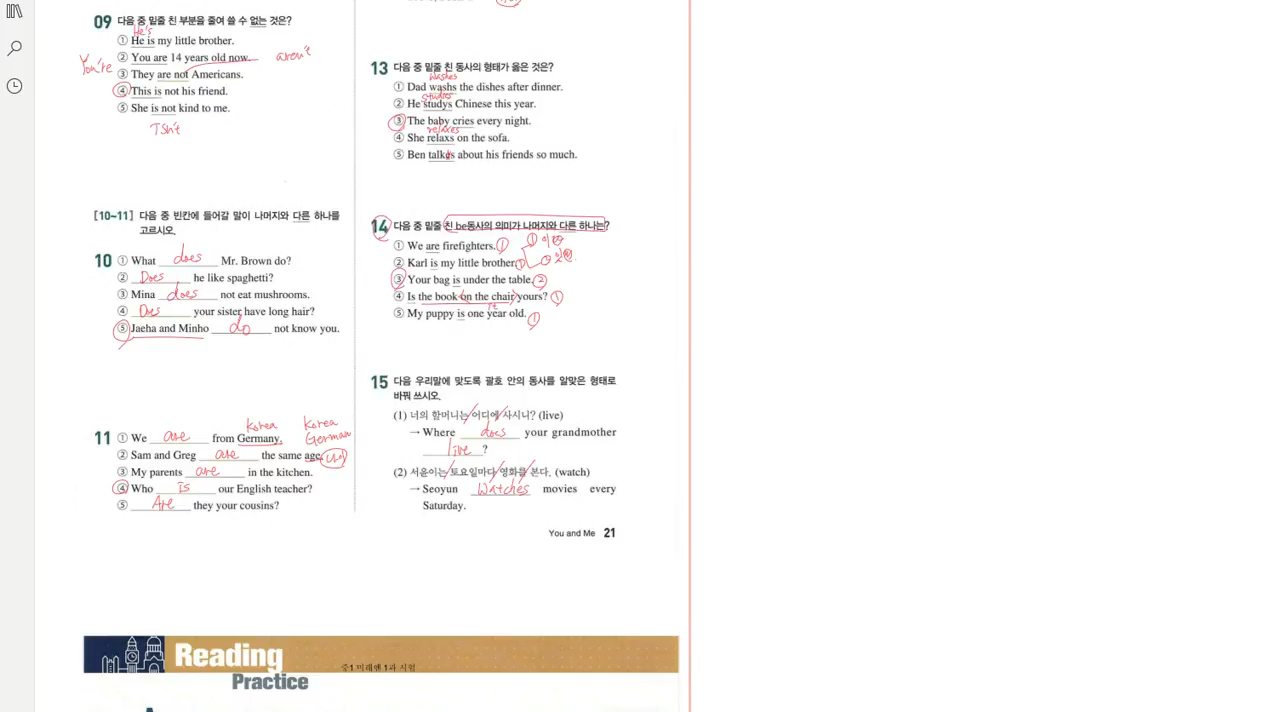 09 다음 중 밑줄 친 부분을 줄여 쓸 수 없는 것은?
He's
① He is my little brother.
② You are 14 years old now.
You're
aren't
③ They are not Americans.
④ This is not his friend.
⑤ She is not kind to me.
Isn't
[10~11] 다음 중 빈칸에 들어갈 말이 나머지와 다른 하나를
고르시오.
10 ① What does Mr. Brown do?
② Does he like spaghetti?
③ Mina does not eat mushrooms.
④ Does your sister have long hair?
⑤ Jaeha and Minho do not know you.
Korea Korea
German
11 ① We are from Germany.
② Sam and Greg are the same age.
나이
③ My parents are in the kitchen.
④ Who is our English teacher?
⑤ Are they your cousins?
13 다음 중 밑줄 친 동사의 형태가 옳은 것은?
washes
① Dad washs the dishes after dinner.
studies
② He studys Chinese this year.
③ The baby cries every night.
relaxes
④ She relaxs on the sofa.
⑤ Ben talkes about his friends so much.
14 다음 중 밑줄 친 be동사의 의미가 나머지와 다른 하나는?
① We are firefighters. ①
② Karl is my little brother. ①
③ Your bag is under the table. ②
④ Is the book on the chair yours? ①
⑤ My puppy is one year old. ①
15 다음 우리말에 맞도록 괄호 안의 동사를 알맞은 형태로
바꿔 쓰시오.
(1) 너의 할머니는 어디에 사시니? (live)
→ Where does your grandmother
live ?
(2) 서윤이는 토요일마다 영화를 본다. (watch)
→ Seoyun Watches movies every
Saturday.
You and Me 21
Reading
Practice
중1 미래엔 1과 시험